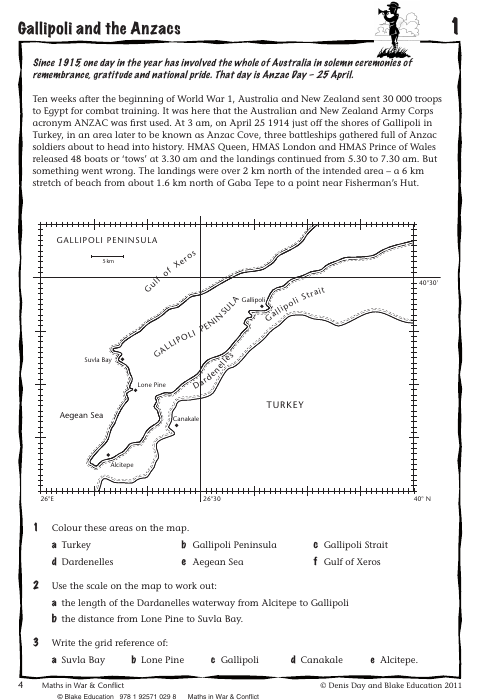 Gallipoli and the Anzacs
1
Since 1915, one day in the year has involved the whole of Australia in solemn ceremonies of
remembrance, gratitude and national pride. That day is Anzac Day – 25 April.
Ten weeks after the beginning of World War 1, Australia and New Zealand sent 30 000 troops
to Egypt for combat training. It was here that the Australian and New Zealand Army Corps
acronym ANZAC was first used. At 3 am, on April 25 1914 just off the shores of Gallipoli in
Turkey, in an area later to be known as Anzac Cove, three battleships gathered full of Anzac
soldiers about to head into history. HMAS Queen, HMAS London and HMAS Prince of Wales
released 48 boats or ‘tows’ at 3.30 am and the landings continued from 5.30 to 7.30 am. But
something went wrong. The landings were over 2 km north of the intended area – a 6 km
stretch of beach from about 1.6 km north of Gaba Tepe to a point near Fisherman’s Hut.
GALLIPOLI PENINSULA
5 km
Gulf of Xeros
40°30'
GALLIPOLI PENINSULA
Gallipoli
Gallipoli Strait
Suvla Bay
Dardenelles
Lone Pine
Aegean Sea
Canakale
TURKEY
Alcitepe
26°E
26°30
40° N
1 Colour these areas on the map.
a Turkey b Gallipoli Peninsula c Gallipoli Strait
d Dardenelles e Aegean Sea f Gulf of Xeros
2 Use the scale on the map to work out:
a the length of the Dardanelles waterway from Alcitepe to Gallipoli
b the distance from Lone Pine to Suvla Bay.
3 Write the grid reference of:
a Suvla Bay b Lone Pine c Gallipoli d Canakale e Alcitepe.
4 Maths in War & Conflict © Denis Day and Blake Education 2011
© Blake Education 978 1 92571 029 8 Maths in War & Conflict